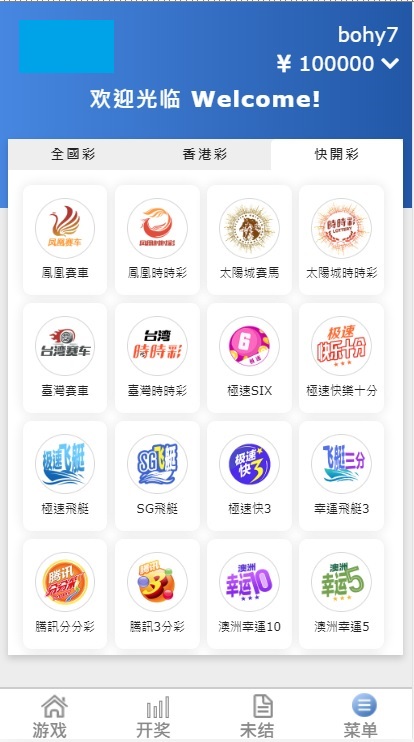 bohy7
¥ 100000
欢迎光临 Welcome!
全國彩 香港彩 快開彩
凤凰赛车 凤凰时时彩 時時彩 LOTTERY
鳳凰賽車 鳳凰時時彩 太陽城賽馬 太陽城時時彩
台湾赛车 台湾時時彩 6 極速 极速快乐十分
臺灣賽車 臺灣時時彩 極速SIX 極速快樂十分
極速飞艇 SG飞艇 极速快3 飞艇三分
極速飛艇 SG飛艇 極速快3 幸運飛艇3
腾讯分分彩 腾讯3 澳洲幸运10 澳洲幸运5
腾訊分分彩 腾訊3分彩 澳洲幸運10 澳洲幸運5
游戏 开奖 未结 菜单